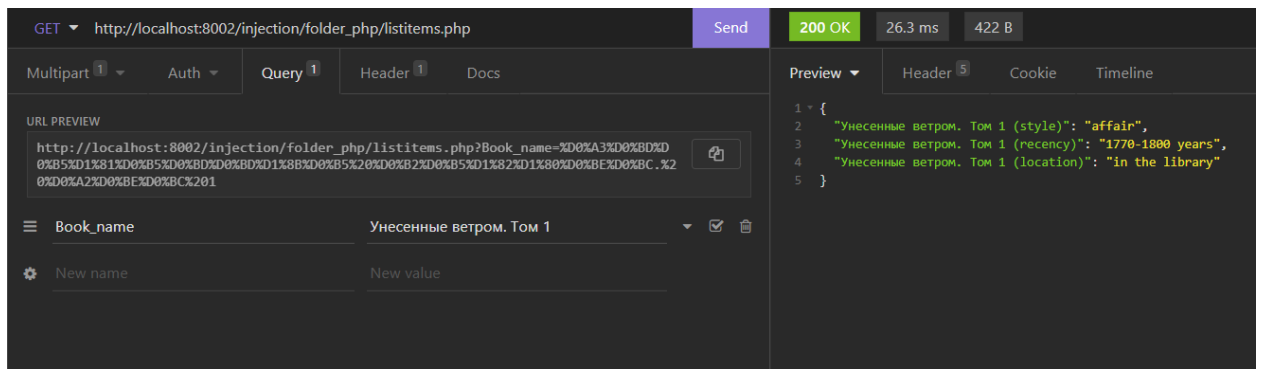 GET http://localhost:8002/injection/folder_php/listitems.php Send 200 OK 26.3 ms 422 B
Multipart 1 Auth Query 1 Header 1 Docs
Preview Header 5 Cookie Timeline
URL PREVIEW
http://localhost:8002/injection/folder_php/listitems.php?Book_name=%D0%A3%D0%BD%D
0%B5%D1%81%D0%B5%D0%BD%D0%BD%D1%8B%D0%B5%20%D0%B2%D0%B5%D1%82%D1%80%D0%BE%D0%BC.%2
0%D0%A2%D0%BE%D0%BC%201
Book_name Унесенные ветром. Том 1
New name New value
1 {
2 "Унесенные ветром. Том 1 (style)": "affair",
3 "Унесенные ветром. Том 1 (recency)": "1770-1800 years",
4 "Унесенные ветром. Том 1 (location)": "in the library"
5 }